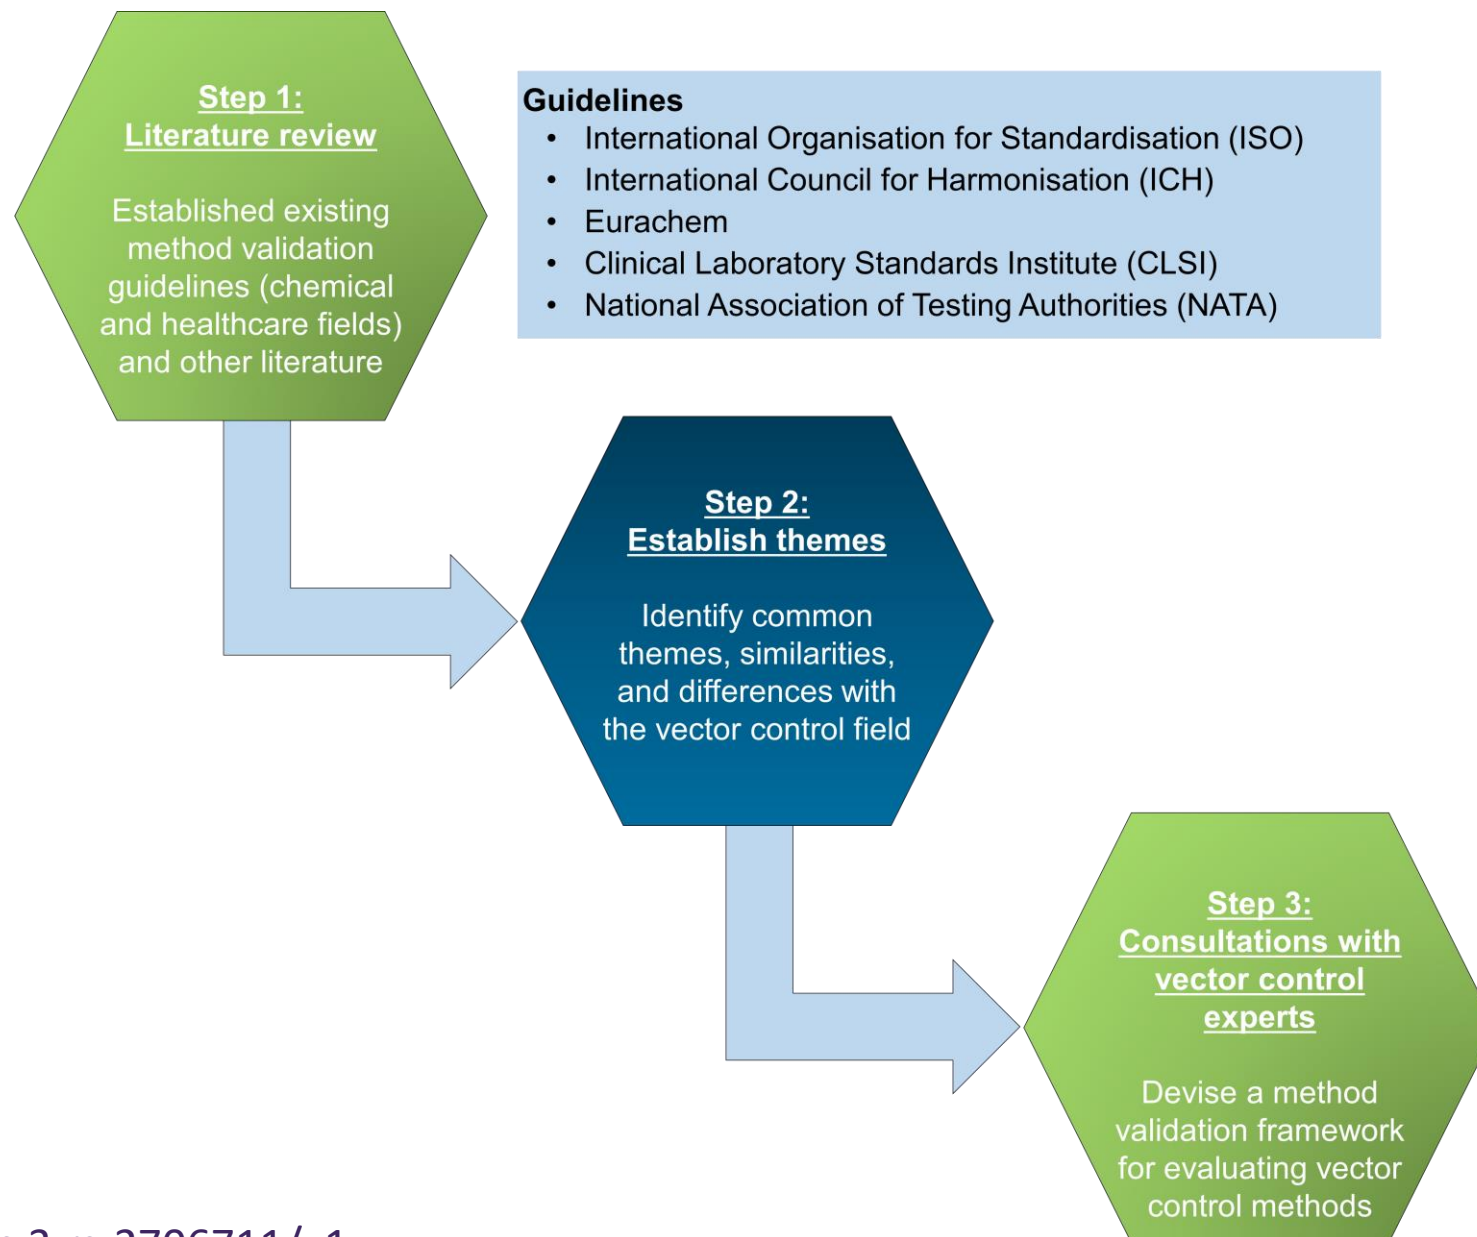 Step 1:
Literature review
Established existing
method validation
guidelines (chemical
and healthcare fields)
and other literature
Guidelines
• International Organisation for Standardisation (ISO)
• International Council for Harmonisation (ICH)
• Eurachem
• Clinical Laboratory Standards Institute (CLSI)
• National Association of Testing Authorities (NATA)
Step 2:
Establish themes
Identify common
themes, similarities,
and differences with
the vector control field
Step 3:
Consultations with
vector control
experts
Devise a method
validation framework
for evaluating vector
control methods